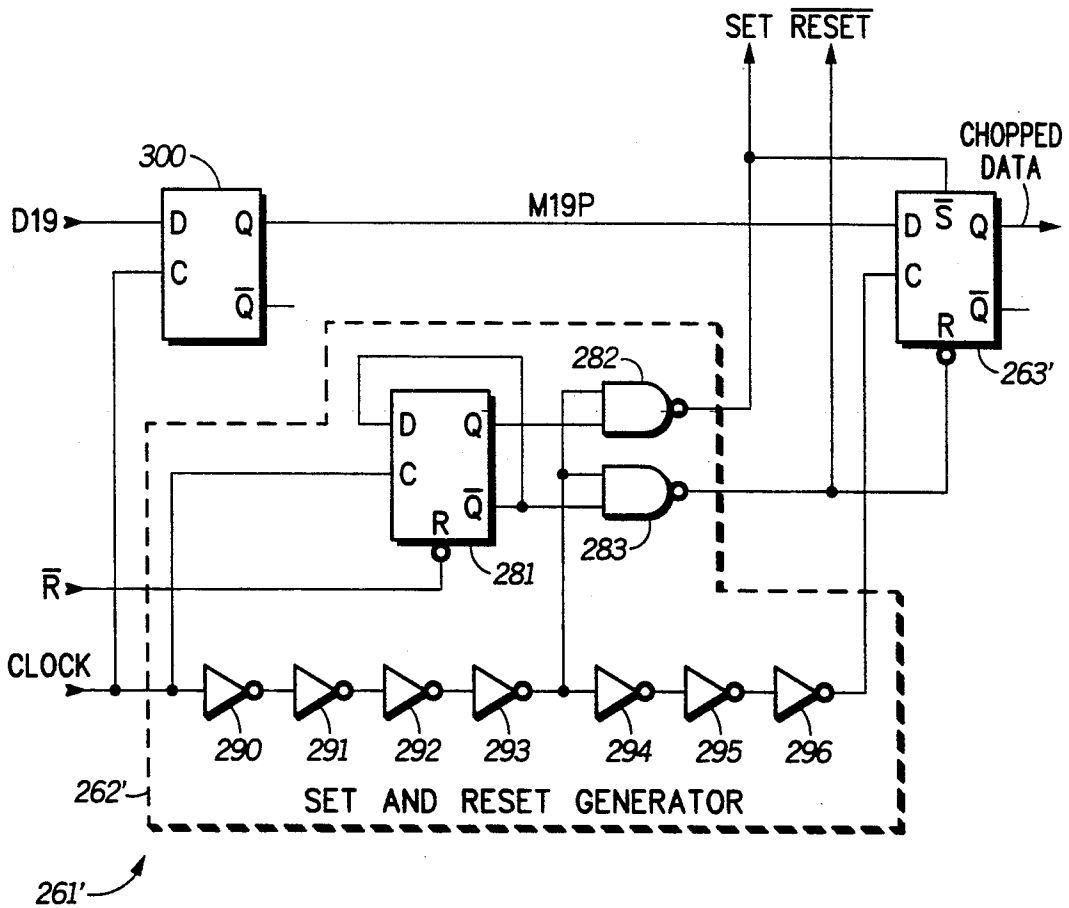 SET R̅E̅S̅E̅T̅
CHOPPED
DATA
300
D19
D Q
C
Q̅
M19P
D S̅ Q
C
Q̅
R
263'
282
D Q
C
Q̅
R
283
281
R̅
CLOCK
290 291 292 293 294 295 296
262'
SET AND RESET GENERATOR
261'